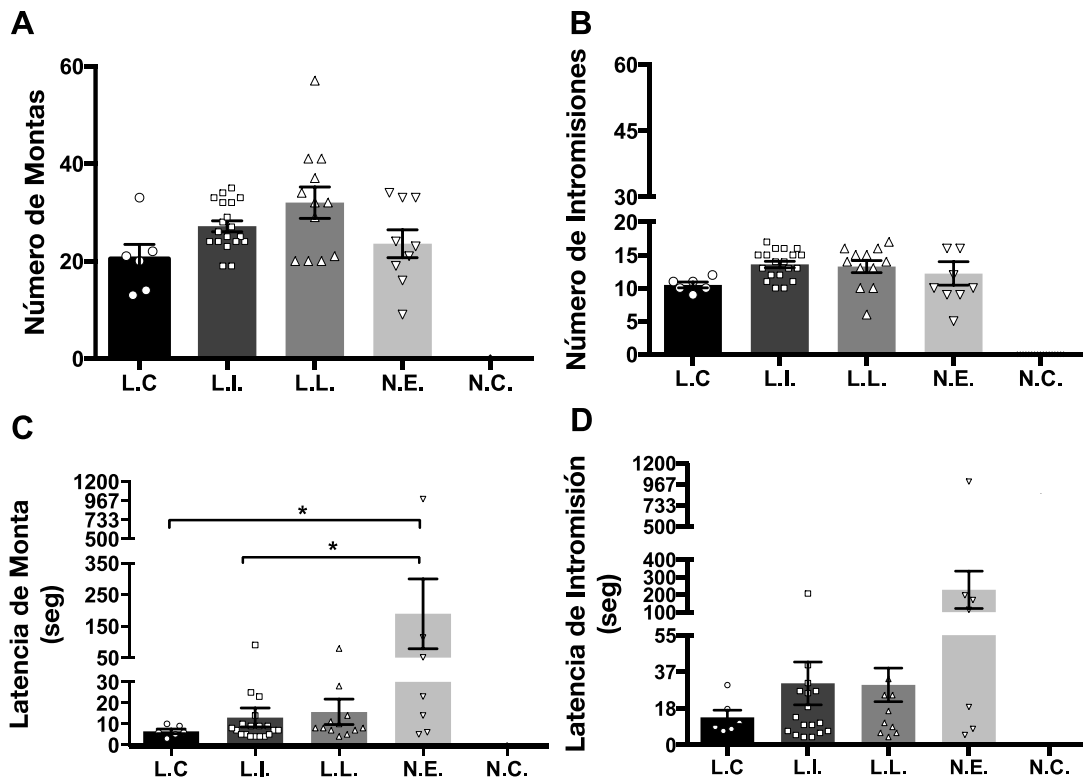 A
Número de Montas
60
40
20
0
L.C
L.I.
L.L.
N.E.
N.C.
B
Número de Intromisiones
60
45
30
20
15
10
5
0
L.C
L.I.
L.L.
N.E.
N.C.
C
Latencia de Monta
(seg)
1200
967
733
500
350
250
150
50
30
20
10
0
*
*
L.C
L.I.
L.L.
N.E.
N.C.
D
Latencia de Intromisión
(seg)
1200
967
733
500
400
300
200
100
55
37
18
0
L.C
L.I.
L.L.
N.E.
N.C.